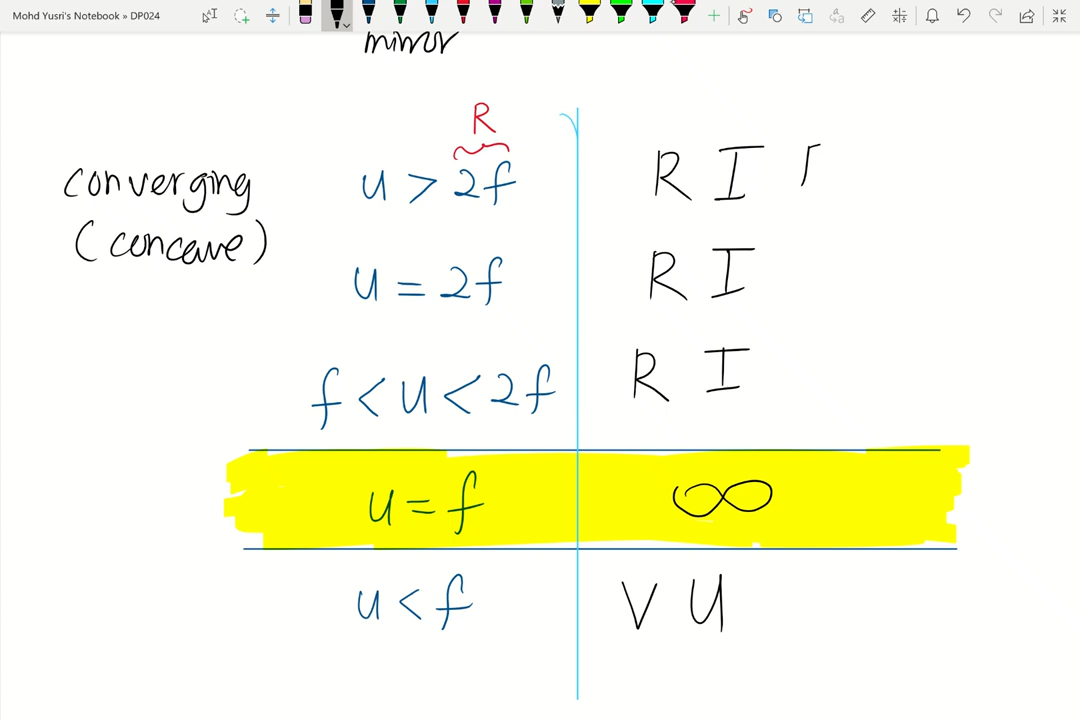 Mohd Yusri's Notebook » DP024
mirror
R
converging u > 2f R I
(concave)
u = 2f R I
f < u < 2f R I
u = f ∞
u < f V U